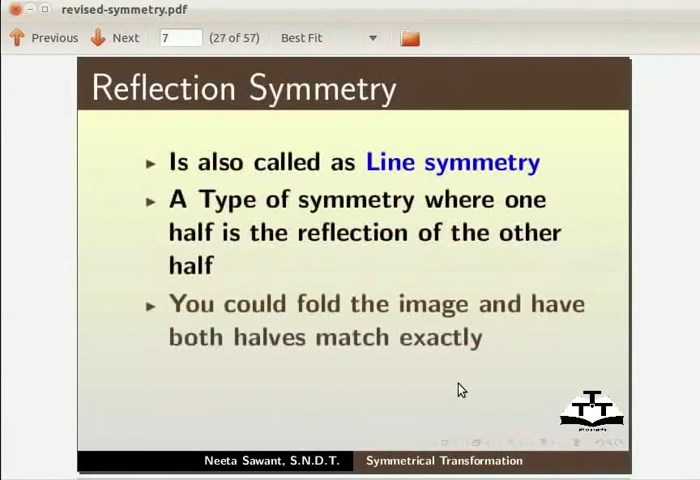 revised-symmetry.pdf
Previous Next 7 (27 of 57) Best Fit
Reflection Symmetry
Is also called as Line symmetry
A Type of symmetry where one
half is the reflection of the other
half
You could fold the image and have
both halves match exactly
TTT
Neeta Sawant, S.N.D.T. Symmetrical Transformation